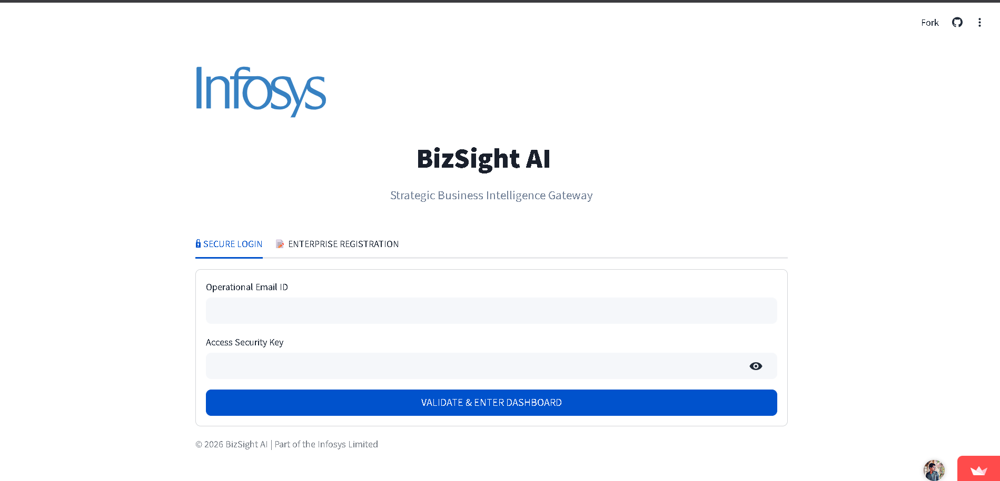 Fork
Infosys
BizSight AI
Strategic Business Intelligence Gateway
SECURE LOGIN
ENTERPRISE REGISTRATION
Operational Email ID
Access Security Key
VALIDATE & ENTER DASHBOARD
© 2026 BizSight AI | Part of the Infosys Limited